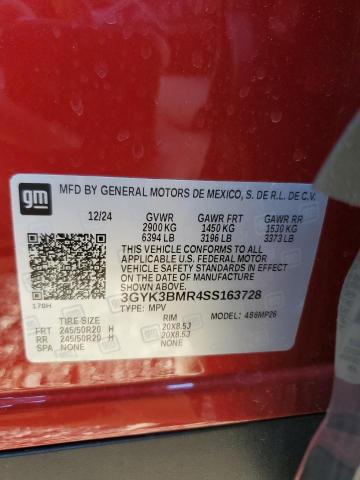 gm
MFD BY GENERAL MOTORS DE MEXICO, S. DE R.L. DE C.V.
12/24 GVWR GAWR FRT GAWR RR
2900 KG 1450 KG 1530 KG
6394 LB 3196 LB 3373 LB
THIS VEHICLE CONFORMS TO ALL
APPLICABLE U.S. FEDERAL MOTOR
VEHICLE SAFETY STANDARDS IN
EFFECT ON THE DATE OF MANUFACTURE
SHOWN ABOVE.
3GYK3BMR4SS163728
TYPE: MPV MODEL: 4B6MP26
TIRE SIZE RIM
FRT 245/50R20 H 20X8.5J
RR 245/50R20 H 20X8.5J
SPA NONE NONE